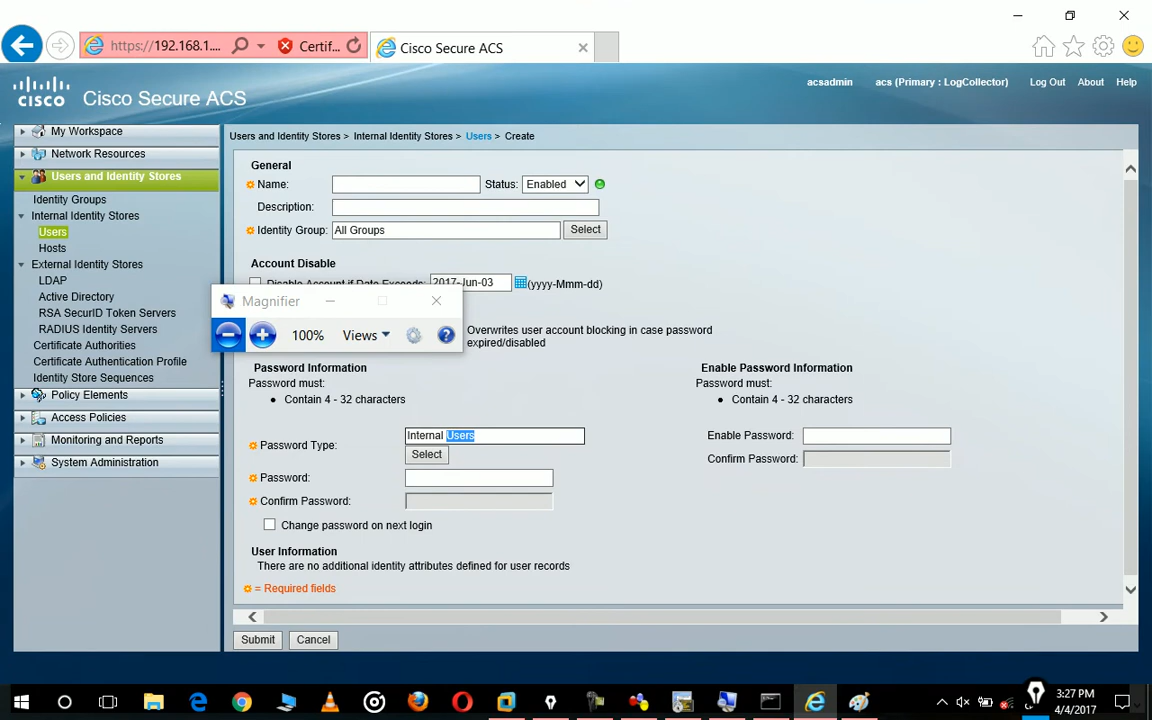 https://192.168.1....
Certif...
Cisco Secure ACS
CISCO
Cisco Secure ACS
acsadmin
acs (Primary : LogCollector)
Log Out
About
Help
My Workspace
Network Resources
Users and Identity Stores
Identity Groups
Internal Identity Stores
Users
Hosts
External Identity Stores
LDAP
Active Directory
RSA SecurID Token Servers
RADIUS Identity Servers
Certificate Authorities
Certificate Authentication Profile
Identity Store Sequences
Policy Elements
Access Policies
Monitoring and Reports
System Administration
Users and Identity Stores > Internal Identity Stores > Users > Create
General
Name:
Status: Enabled
Description:
Identity Group: All Groups Select
Account Disable
Disable Account if Date Exceeds: 2017-Jun-03 (yyyy-Mmm-dd)
Magnifier
100% Views
Overwrites user account blocking in case password
expired/disabled
Password Information
Password must:
• Contain 4 - 32 characters
Password Type: Internal Users
Select
Password:
Confirm Password:
Change password on next login
Enable Password Information
Password must:
• Contain 4 - 32 characters
Enable Password:
Confirm Password:
User Information
There are no additional identity attributes defined for user records
= Required fields
Submit Cancel
3:27 PM
4/4/2017